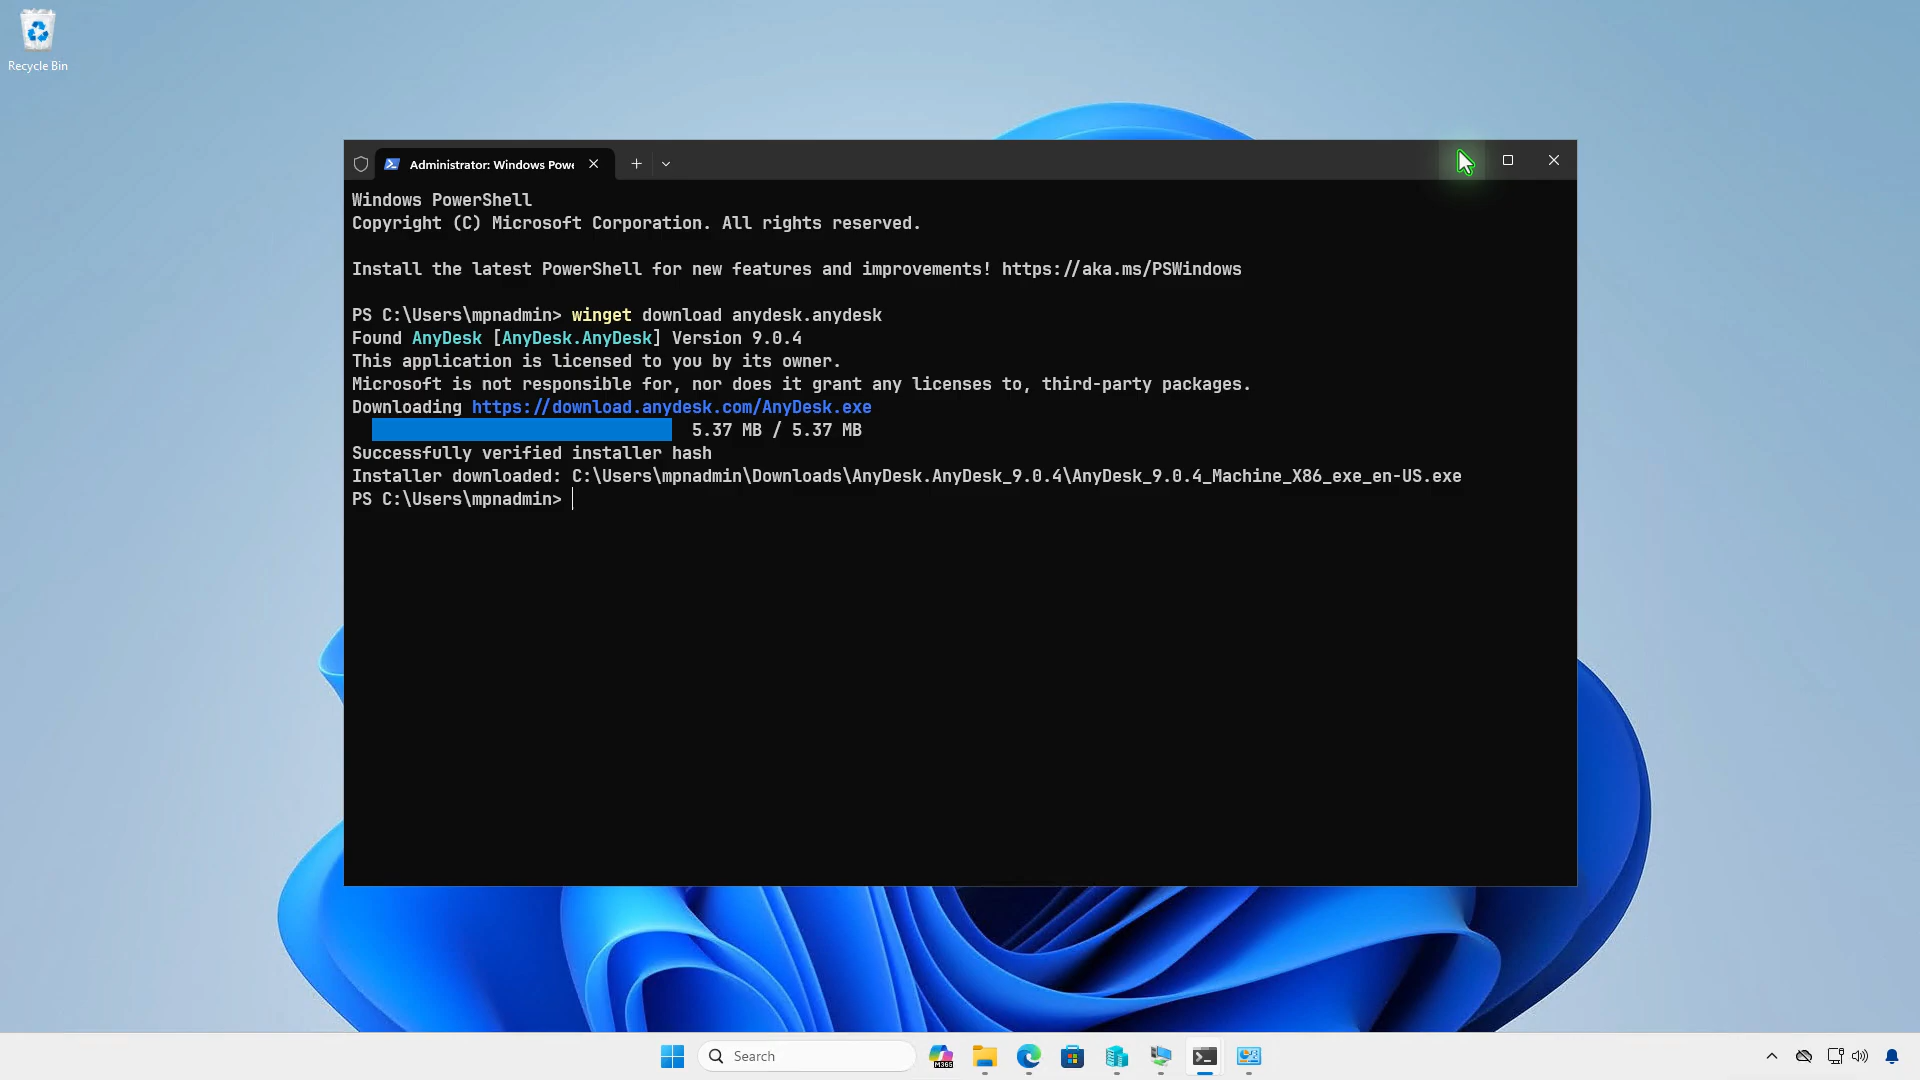 Recycle Bin
Administrator: Windows Powe
Windows PowerShell
Copyright (C) Microsoft Corporation. All rights reserved.
Install the latest PowerShell for new features and improvements! https://aka.ms/PSWindows
PS C:\Users\mpnadmin> winget download anydesk.anydesk
Found AnyDesk [AnyDesk.AnyDesk] Version 9.0.4
This application is licensed to you by its owner.
Microsoft is not responsible for, nor does it grant any licenses to, third-party packages.
Downloading https://download.anydesk.com/AnyDesk.exe
5.37 MB / 5.37 MB
Successfully verified installer hash
Installer downloaded: C:\Users\mpnadmin\Downloads\AnyDesk.AnyDesk_9.0.4\AnyDesk_9.0.4_Machine_X86_exe_en-US.exe
PS C:\Users\mpnadmin>
Search
M365